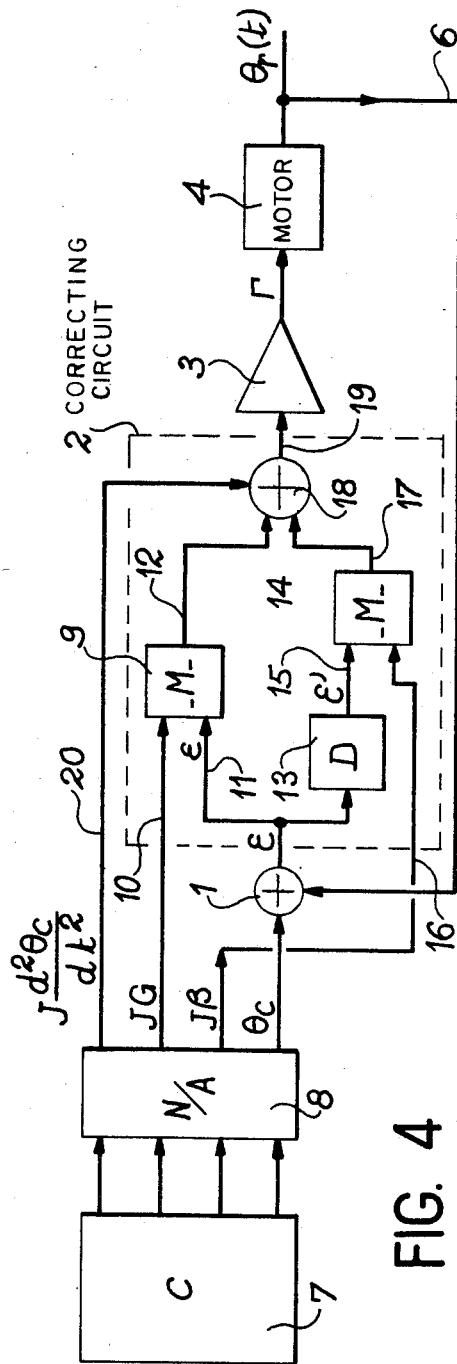 C
7
N/A
8
J d²θc/dt²
JG
Jβ
θc
20
10
16
1
ε
2 CORRECTING
CIRCUIT
9
-M-
ε
11
12
13
D
15
ε'
14
-M-
17
18
19
3
Γ
4
MOTOR
θr(t)
6
FIG. 4